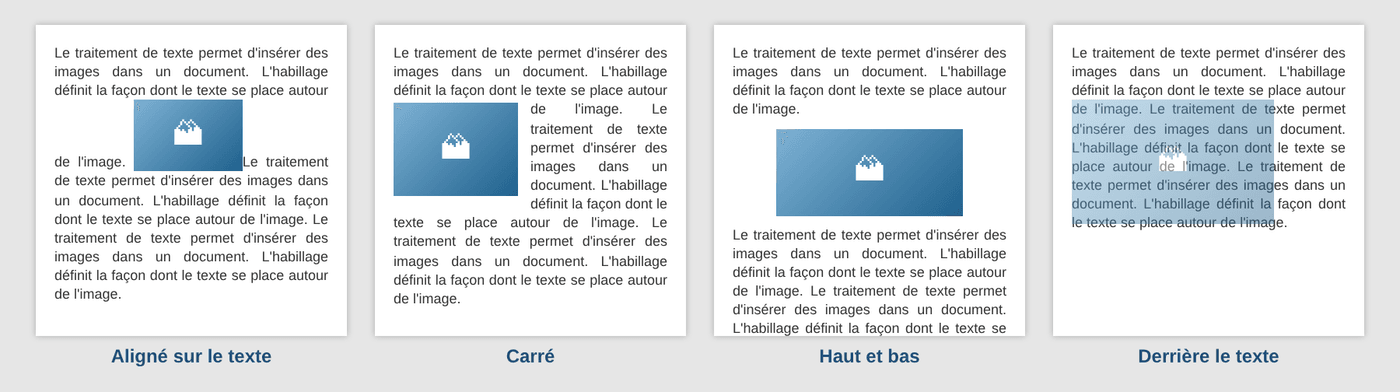 Le traitement de texte permet d'insérer des
images dans un document. L'habillage
définit la façon dont le texte se place autour
de l'image. Le traitement
de texte permet d'insérer des images dans
un document. L'habillage définit la façon
dont le texte se place autour de l'image. Le
traitement de texte permet d'insérer des
images dans un document. L'habillage
définit la façon dont le texte se place autour
de l'image.
Aligné sur le texte
Le traitement de texte permet d'insérer des
images dans un document. L'habillage
définit la façon dont le texte se place autour
de l'image. Le
traitement de texte
permet d'insérer des
images dans un
document. L'habillage
définit la façon dont le
texte se place autour de l'image. Le
traitement de texte permet d'insérer des
images dans un document. L'habillage
définit la façon dont le texte se place autour
de l'image.
Carré
Le traitement de texte permet d'insérer des
images dans un document. L'habillage
définit la façon dont le texte se place autour
de l'image.
Le traitement de texte permet d'insérer des
images dans un document. L'habillage
définit la façon dont le texte se place autour
de l'image. Le traitement de texte permet
d'insérer des images dans un document.
L'habillage définit la façon dont le texte se
Haut et bas
Le traitement de texte permet d'insérer des
images dans un document. L'habillage
définit la façon dont le texte se place autour
de l'image. Le traitement de texte permet
d'insérer des images dans un document.
L'habillage définit la façon dont le texte se
place autour de l'image. Le traitement de
texte permet d'insérer des images dans un
document. L'habillage définit la façon dont
le texte se place autour de l'image.
Derrière le texte